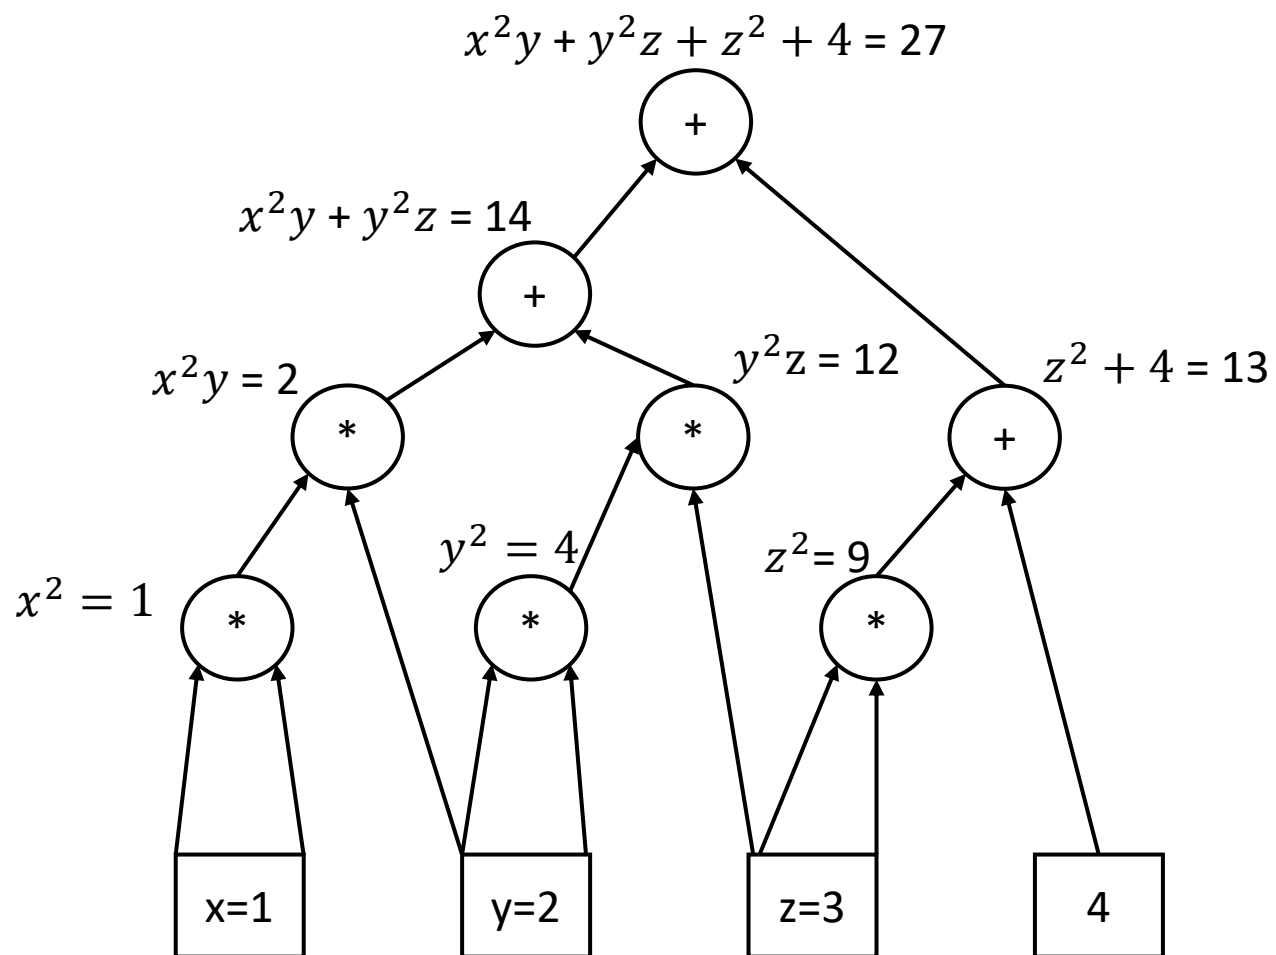 x²y + y²z + z² + 4 = 27
+
x²y + y²z = 14
+
x²y = 2
y²z = 12
z² + 4 = 13
*
*
+
x² = 1
y² = 4
z² = 9
*
*
*
x=1
y=2
z=3
4